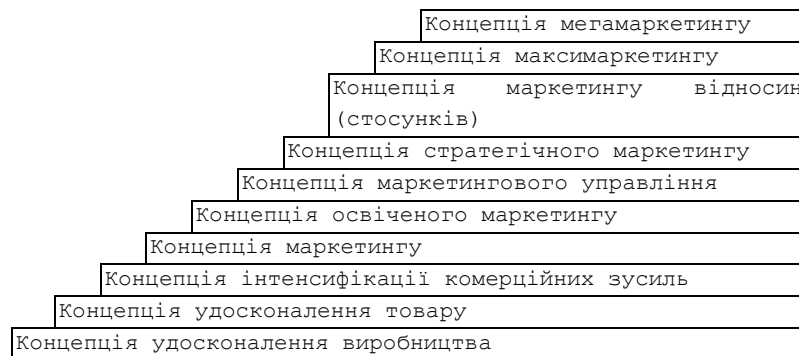 Концепція мегамаркетингу
Концепція максимаркетингу
Концепція маркетингу відносин
(стосунків)
Концепція стратегічного маркетингу
Концепція маркетингового управління
Концепція освіченого маркетингу
Концепція маркетингу
Концепція інтенсифікації комерційних зусиль
Концепція удосконалення товару
Концепція удосконалення виробництва